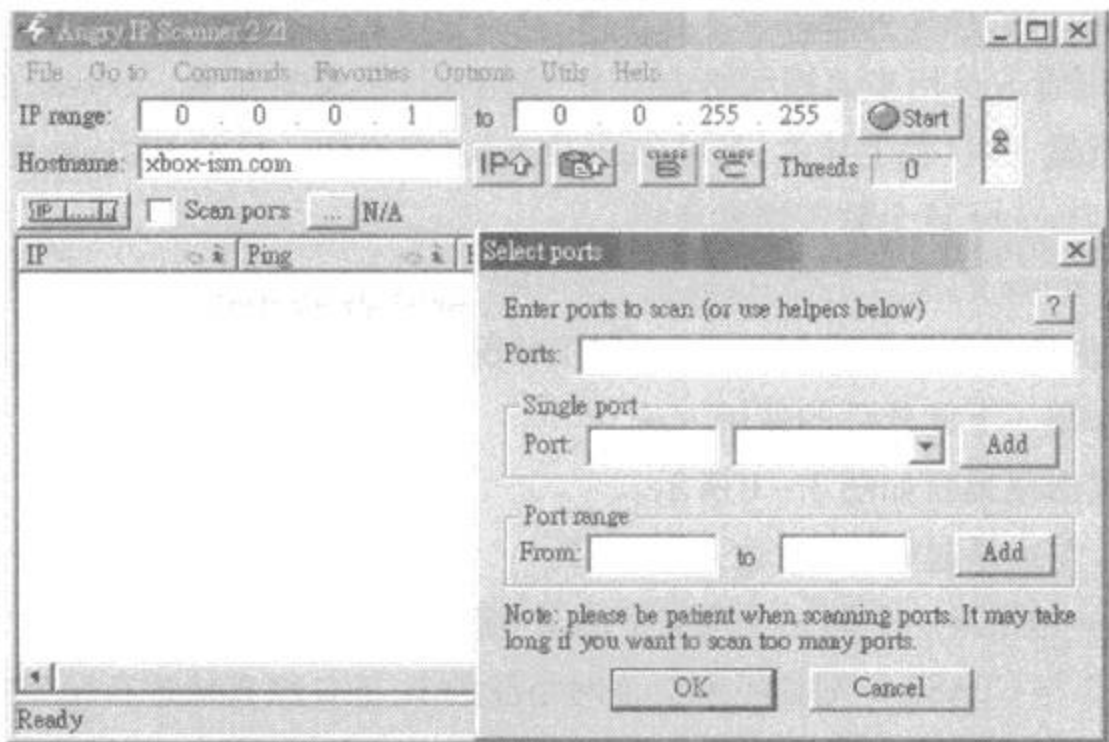 Angry IP Scanner 2.21
File Go to Commands Favorites Options Utils Help
IP range: 0 . 0 . 0 . 1 to 0 . 0 . 255 . 255 Start
Hostname: xbox-ism.com IP CLASS B CLASS C Threads 0
Scan ports ... N/A
IP Ping
Select ports
Enter ports to scan (or use helpers below) ?
Ports:
Single port
Port: Add
Port range
From: to Add
Note: please be patient when scanning ports. It may take
long if you want to scan too many ports.
OK Cancel
Ready